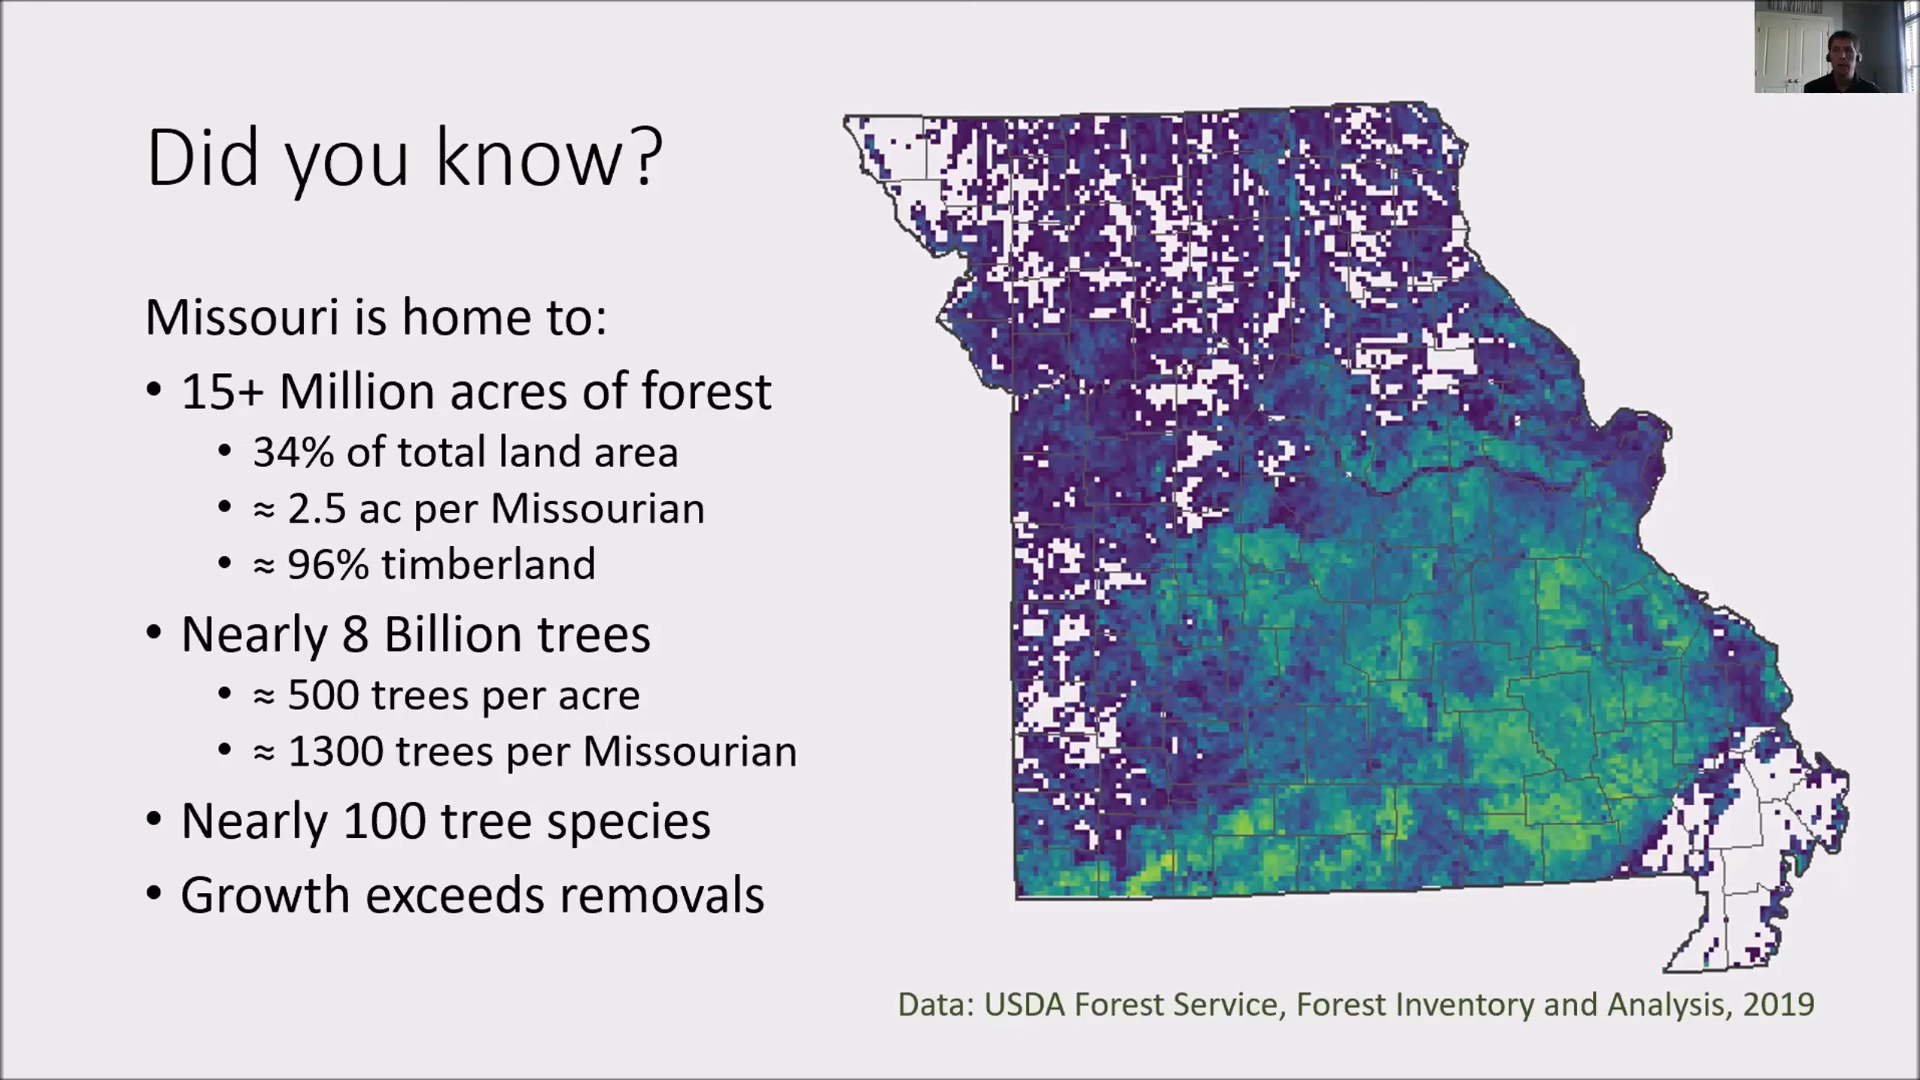 Did you know?
Missouri is home to:
• 15+ Million acres of forest
• 34% of total land area
• ≈ 2.5 ac per Missourian
• ≈ 96% timberland
• Nearly 8 Billion trees
• ≈ 500 trees per acre
• ≈ 1300 trees per Missourian
• Nearly 100 tree species
• Growth exceeds removals
Data: USDA Forest Service, Forest Inventory and Analysis, 2019